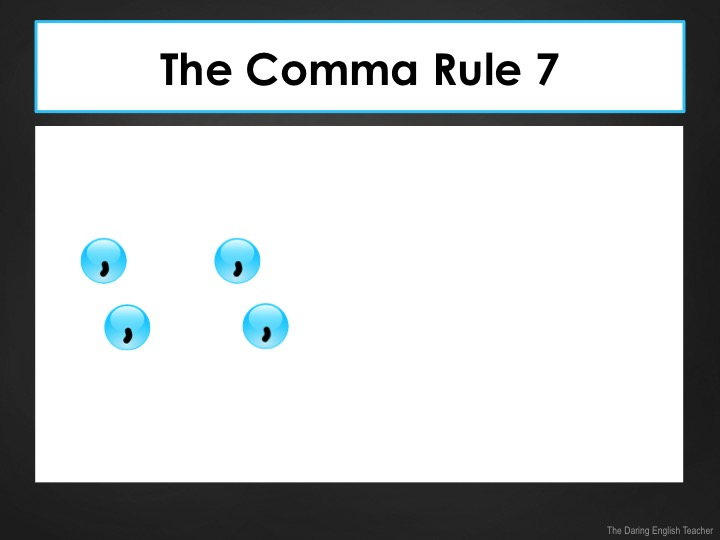 The Comma Rule 7
, ,
, ,
The Daring English Teacher